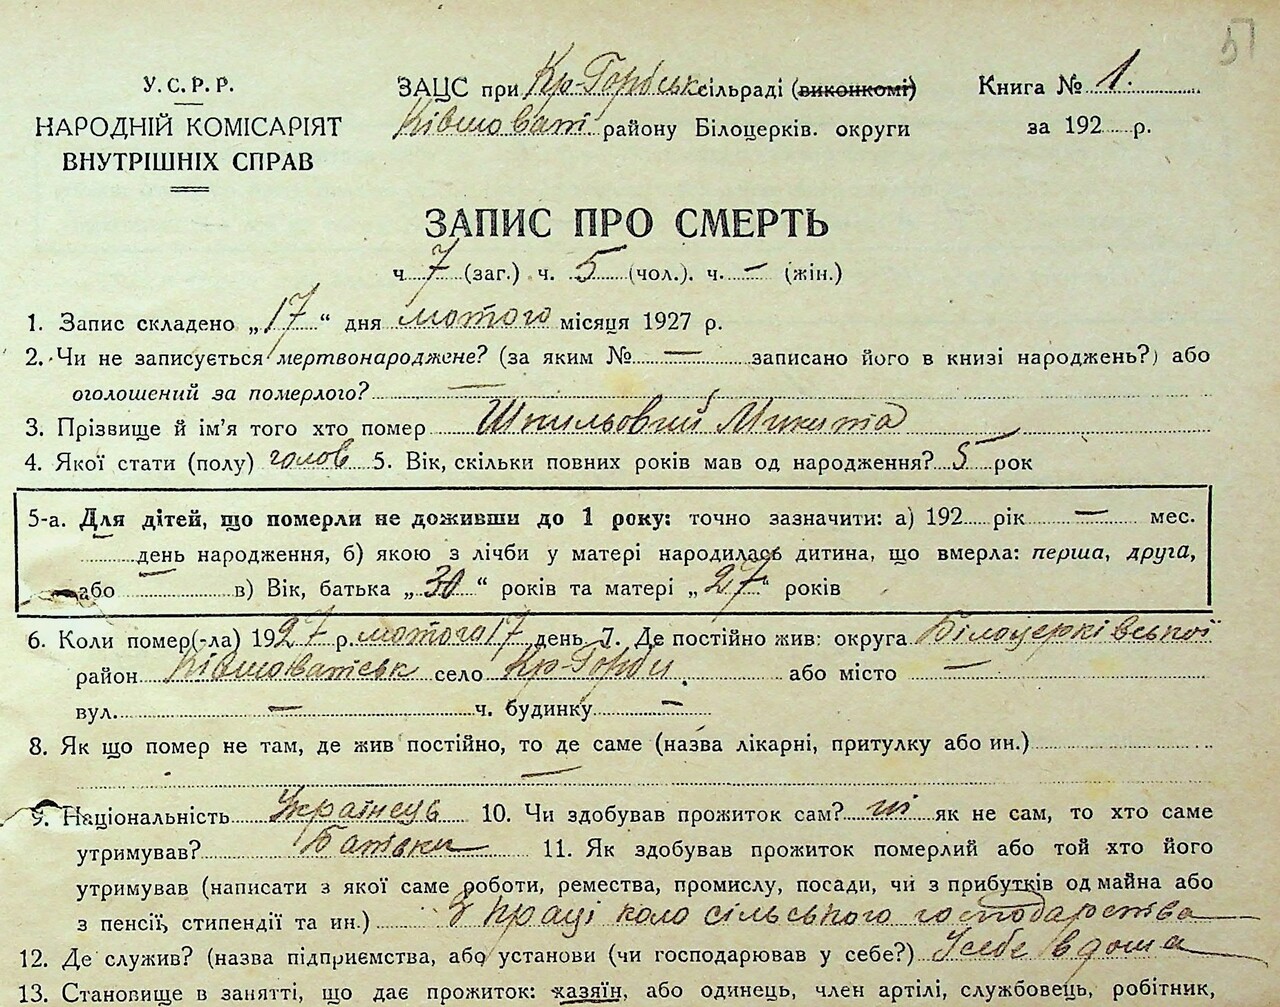 У.С.Р.Р.
НАРОДНІЙ КОМІСАРІЯТ
ВНУТРІШНІХ СПРАВ
ЗАЦС при Кр-Горбськ сільраді (виконкомі)
Ківшоват району Білоцерків. округи
Книга № 1.
за 192 р.
ЗАПИС ПРО СМЕРТЬ
ч 7 (заг.) ч. 5 (чол.). ч. — (жін.)
1. Запис складено „17“ дня лютого місяця 1927 р.
2. Чи не записується мертвонароджене? (за яким № — записано його в книзі народжень?) або
оголошений за померлого? —
3. Прізвище й ім'я того хто помер Шпильовий Микита
4. Якої стати (полу) голов 5. Вік, скільки повних років мав од народження? 5 рок
5-а. Для дітей, що померли не доживши до 1 року: точно зазначити: а) 192 рік — мес.
— день народження, б) якою з лічби у матері народилась дитина, що вмерла: перша, друга,
або — в) Вік, батька „30“ років та матері „27“ років
6. Коли помер(-ла) 1927 р. лютого 17 день 7. Де постійно жив: округа Білоцерківської
район Ківшоватськ село Кр-Горби. або місто —
вул. — ч. будинку —
8. Як що помер не там, де жив постійно, то де саме (назва лікарні, притулку або ин.)
—
9. Національність Українець 10. Чи здобував прожиток сам? ні як не сам, то хто саме
утримував? Батьки 11. Як здобував прожиток померлий або той хто його
утримував (написати з якої саме роботи, ремества, промислу, посади, чи з прибутків од майна або
з пенсії, стипендії та ин.) З праці коло сільського господарства
12. Де служив? (назва підприємства, або установи (чи господарював у себе?) У себе вдома
13. Становище в занятті, що дає прожиток: хазяїн, або одинець, член артілі, службовець, робітник,